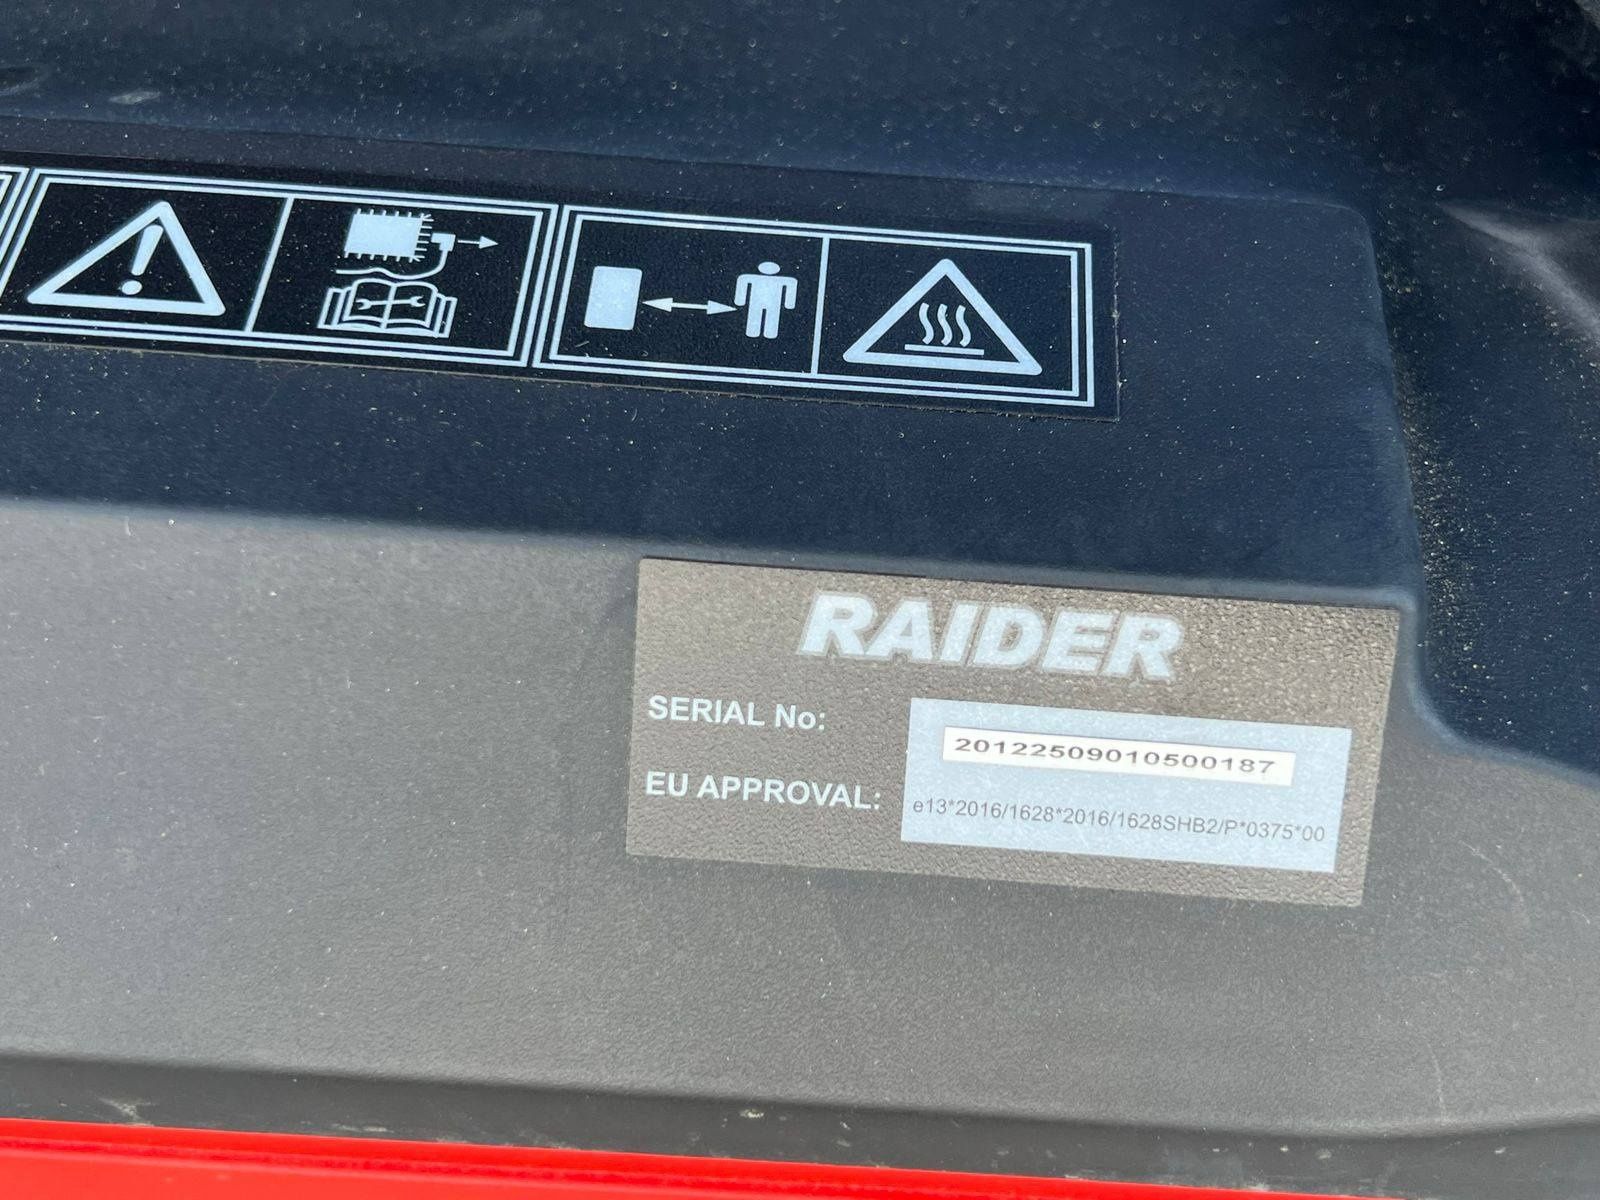 RAIDER
SERIAL No:
20122509010500187
EU APPROVAL:
e13*2016/1628*2016/1628SHB2/P*0375*00